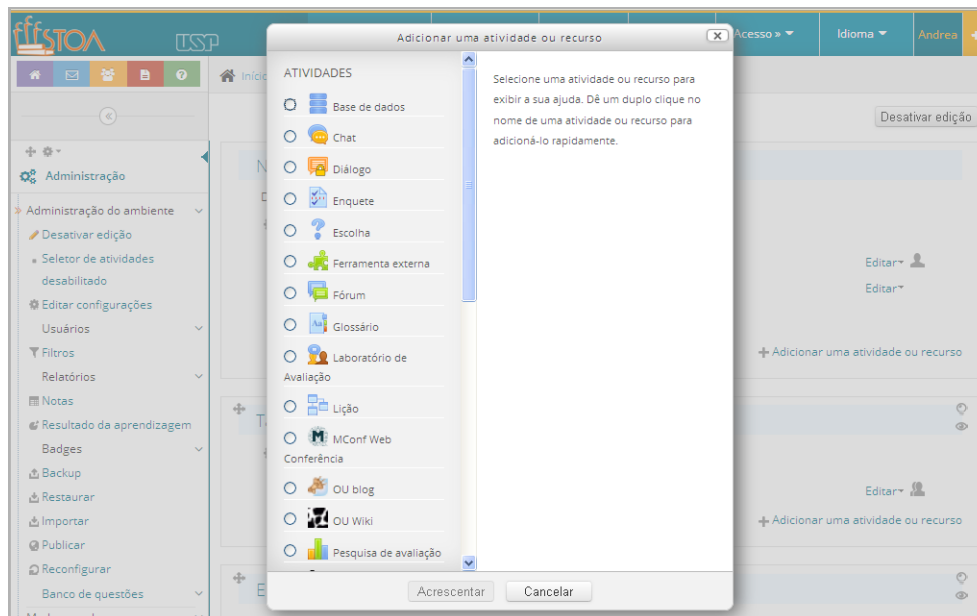 STOA
USP
Adicionar uma atividade ou recurso
Acesso »
Idioma
Andrea
Iníc
Desativar edição
Administração
Administração do ambiente
Desativar edição
Seletor de atividades
desabilitado
Editar configurações
Usuários
Filtros
Relatórios
Notas
Resultado da aprendizagem
Badges
Backup
Restaurar
Importar
Publicar
Reconfigurar
Banco de questões
ATIVIDADES
Base de dados
Chat
Diálogo
Enquete
Escolha
Ferramenta externa
Fórum
Glossário
Laboratório de
Avaliação
Lição
MConf Web
Conferência
OU blog
OU Wiki
Pesquisa de avaliação
Selecione uma atividade ou recurso para
exibir a sua ajuda. Dê um duplo clique no
nome de uma atividade ou recurso para
adicioná-lo rapidamente.
Acrescentar
Cancelar
Editar
Editar
Adicionar uma atividade ou recurso
Editar
Adicionar uma atividade ou recurso